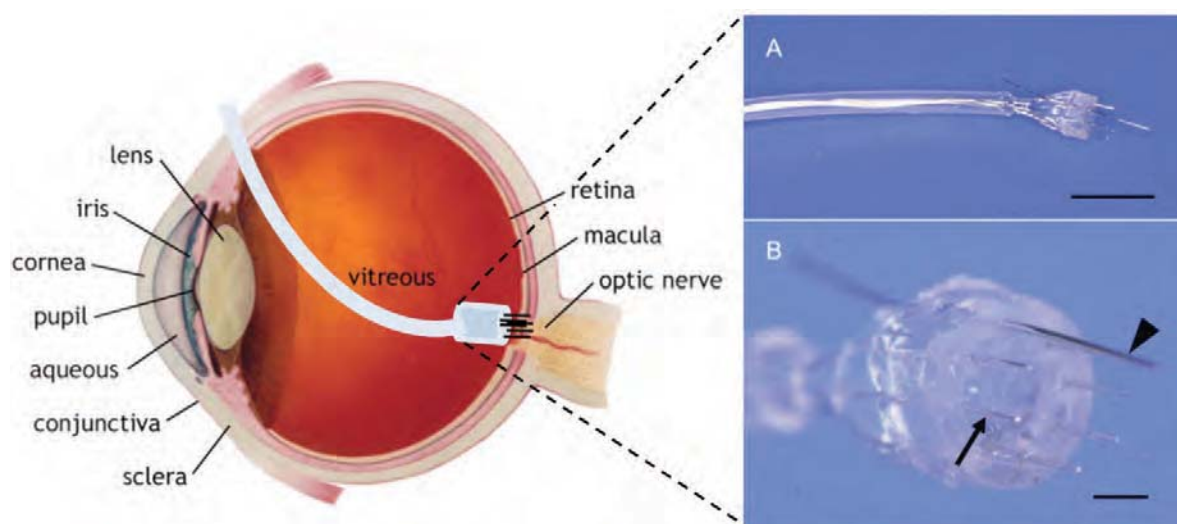 lens
iris
cornea
pupil
aqueous
conjunctiva
sclera
vitreous
retina
macula
optic nerve
A
B